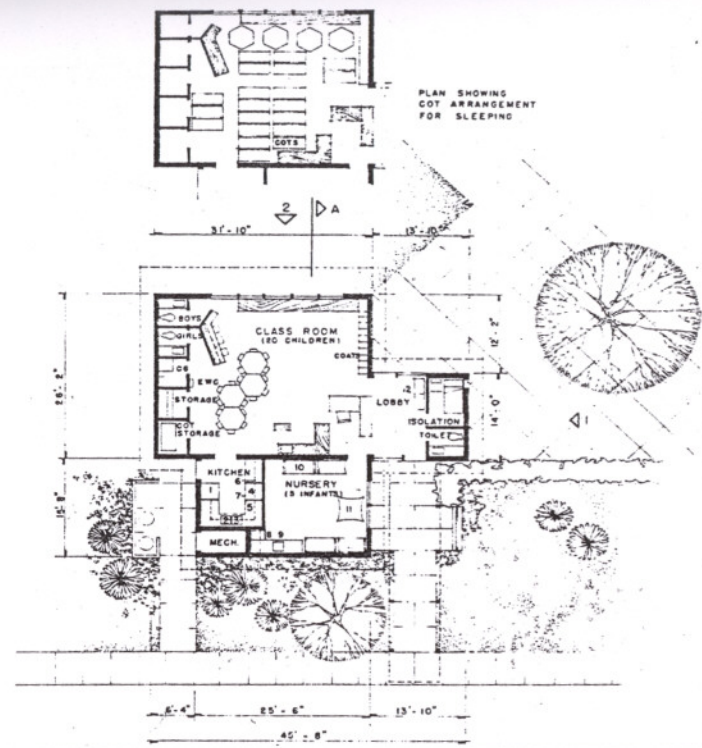 PLAN SHOWING
COT ARRANGEMENT
FOR SLEEPING
COTS
2
A
31'-10"
13'-10"
BOYS
GIRLS
CLASS ROOM
(20 CHILDREN)
COATS
12'-2"
26'-2"
EWC
STORAGE
COT
STORAGE
LOBBY
12
ISOLATION
TOILET
14'-0"
1
KITCHEN
1
6
7
4
5
10
NURSERY
(5 INFANTS)
11
15'-8"
MECH.
8 9
6'-4"
25'-6"
13'-10"
45'-8"